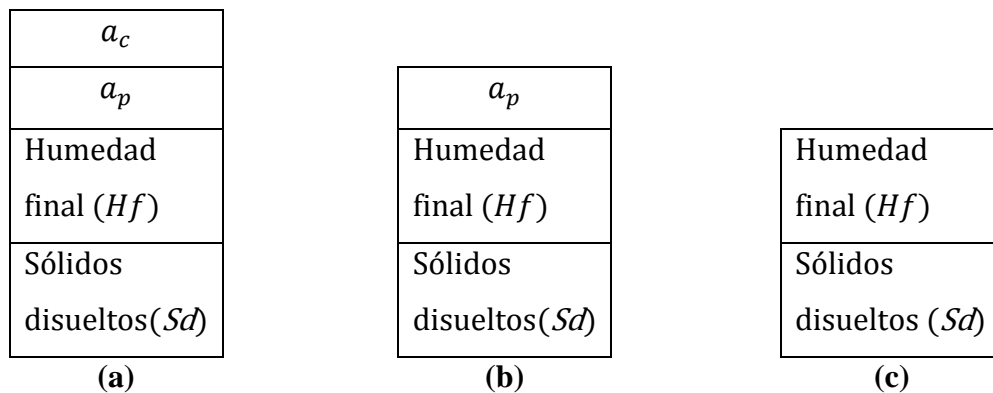 a_c
a_p
Humedad
final (Hf)
Sólidos
disueltos(Sd)
(a)
a_p
Humedad
final (Hf)
Sólidos
disueltos(Sd)
(b)
Humedad
final (Hf)
Sólidos
disueltos (Sd)
(c)